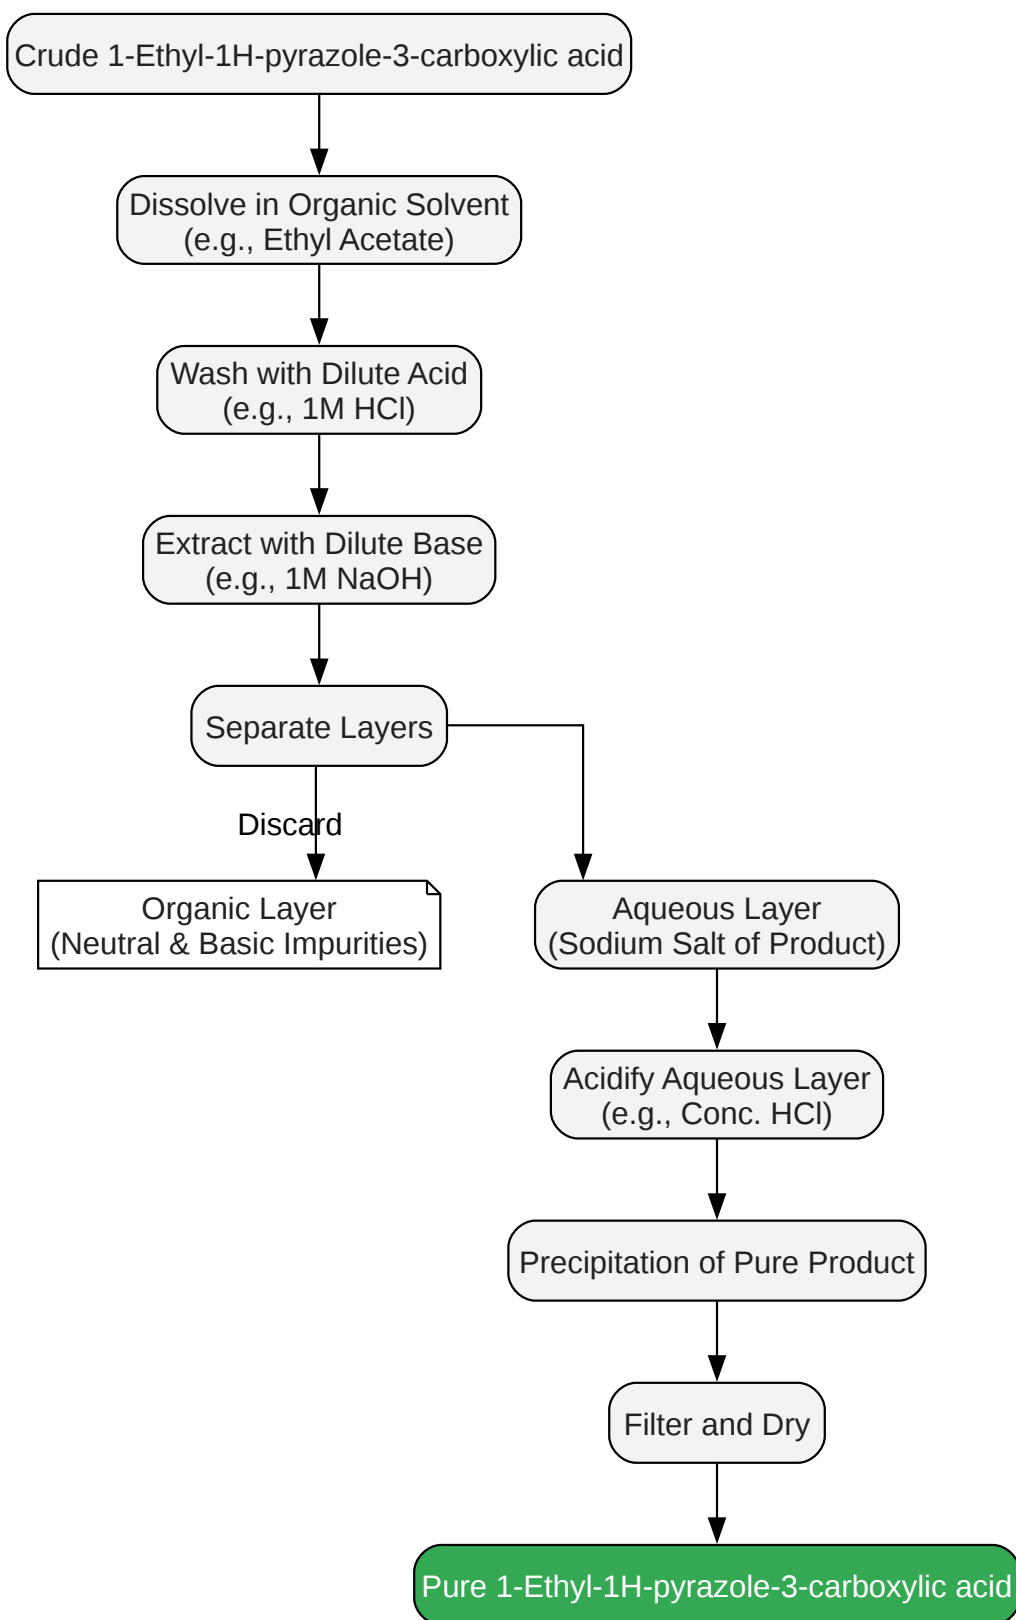 Crude 1-Ethyl-1H-pyrazole-3-carboxylic acid
Dissolve in Organic Solvent
(e.g., Ethyl Acetate)
Wash with Dilute Acid
(e.g., 1M HCl)
Extract with Dilute Base
(e.g., 1M NaOH)
Separate Layers
Discard
Organic Layer
(Neutral & Basic Impurities)
Aqueous Layer
(Sodium Salt of Product)
Acidify Aqueous Layer
(e.g., Conc. HCl)
Precipitation of Pure Product
Filter and Dry
Pure 1-Ethyl-1H-pyrazole-3-carboxylic acid